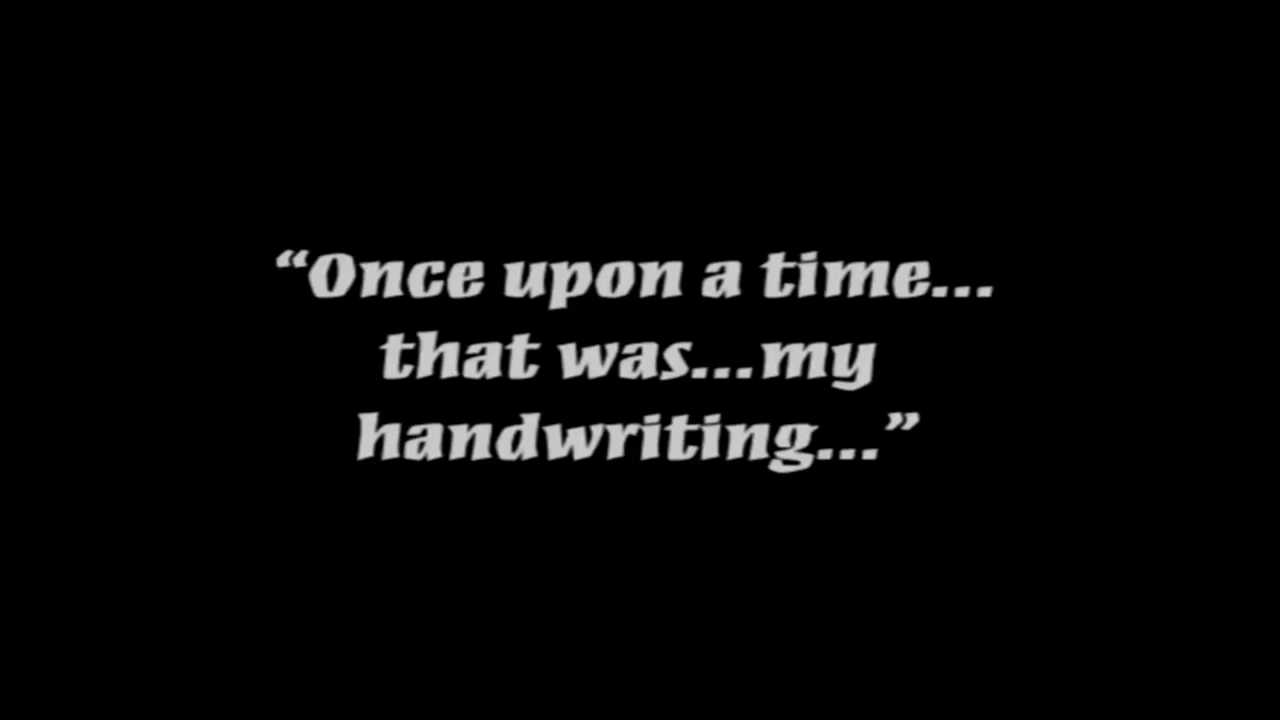 “Once upon a time...
that was...my
handwriting...”